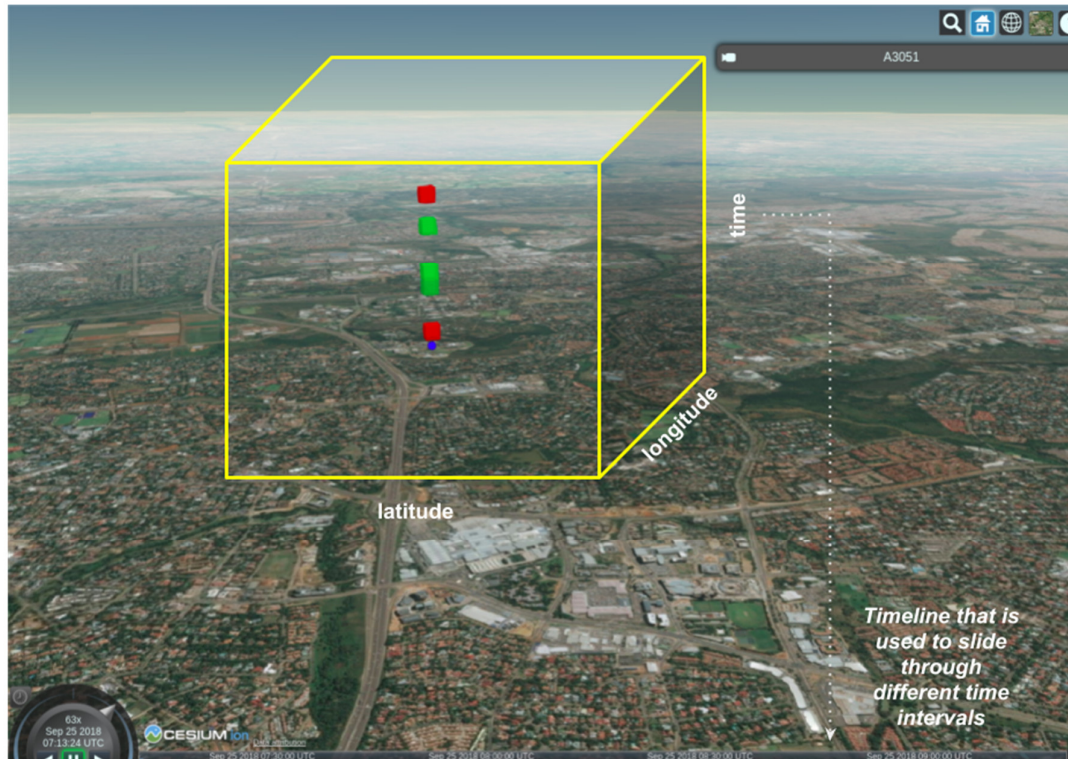 A3051
time
longitude
latitude
Timeline that is
used to slide
through
different time
intervals
63x
Sep 25 2018
07:13:24 UTC
CESIUM ion
Data attribution
Sep 25 2018 07:30:00 UTC
Sep 25 2018 08:00:00 UTC
Sep 25 2018 08:30:00 UTC
Sep 25 2018 09:00:00 UTC